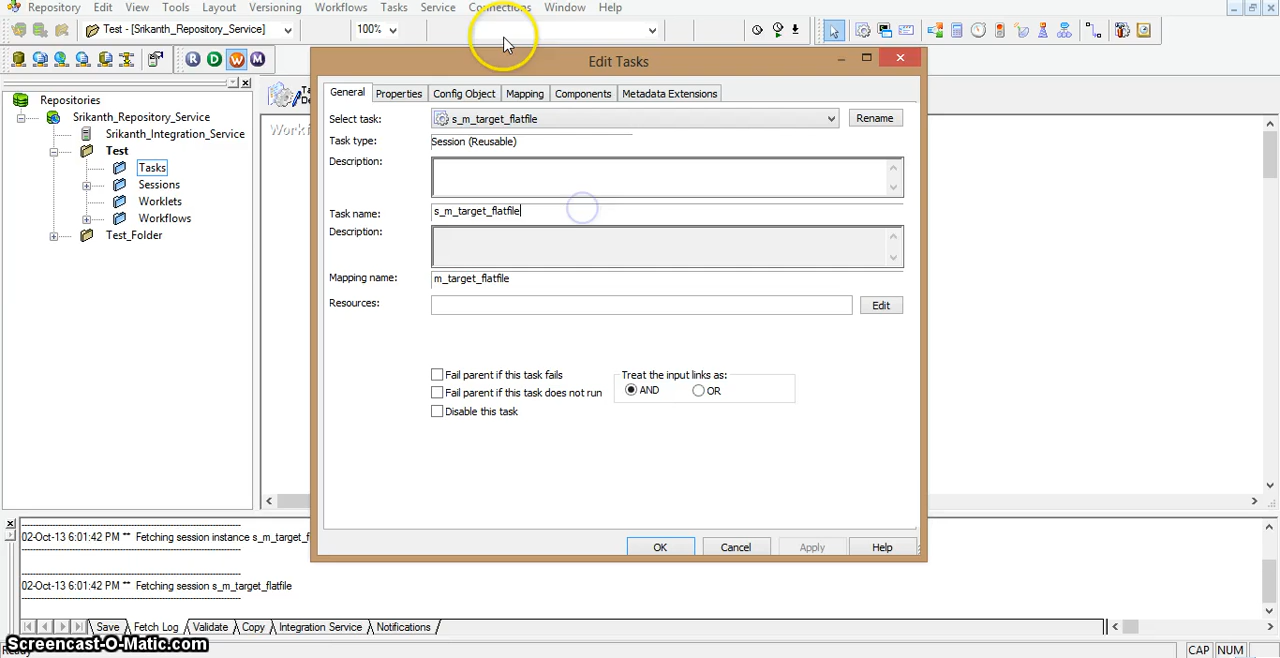 Repository Edit View Tools Layout Versioning Workflows Tasks Service Connections Window Help
Test - [Srikanth_Repository_Service] 100%
R D W M
Edit Tasks
General Properties Config Object Mapping Components Metadata Extensions
Repositories
Srikanth_Repository_Service
Srikanth_Integration_Service
Test
Tasks
Sessions
Worklets
Workflows
Test_Folder
Select task: s_m_target_flatfile Rename
Task type: Session (Reusable)
Description:
Task name: s_m_target_flatfile
Description:
Mapping name: m_target_flatfile
Resources: Edit
Fail parent if this task fails
Fail parent if this task does not run
Disable this task
Treat the input links as:
AND OR
OK Cancel Apply Help
02-Oct-13 6:01:42 PM ** Fetching session instance s_m_target_f
02-Oct-13 6:01:42 PM ** Fetching session s_m_target_flatfile
Save Fetch Log Validate Copy Integration Service Notifications
Screencast-O-Matic.com
CAP NUM